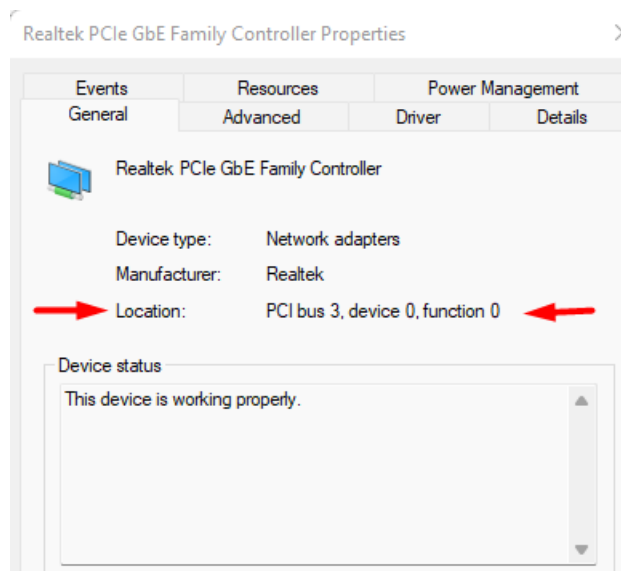 Realtek PCIe GbE Family Controller Properties
Events Resources Power Management
General Advanced Driver Details
Realtek PCIe GbE Family Controller
Device type: Network adapters
Manufacturer: Realtek
Location: PCI bus 3, device 0, function 0
Device status
This device is working properly.